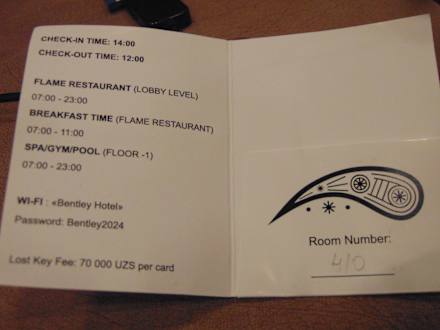 CHECK-IN TIME: 14:00
CHECK-OUT TIME: 12:00
FLAME RESTAURANT (LOBBY LEVEL)
07:00 - 23:00
BREAKFAST TIME (FLAME RESTAURANT)
07:00 - 11:00
SPA/GYM/POOL (FLOOR -1)
07:00 - 23:00
WI-FI : «Bentley Hotel»
Password: Bentley2024
Lost Key Fee: 70 000 UZS per card
Room Number:
410